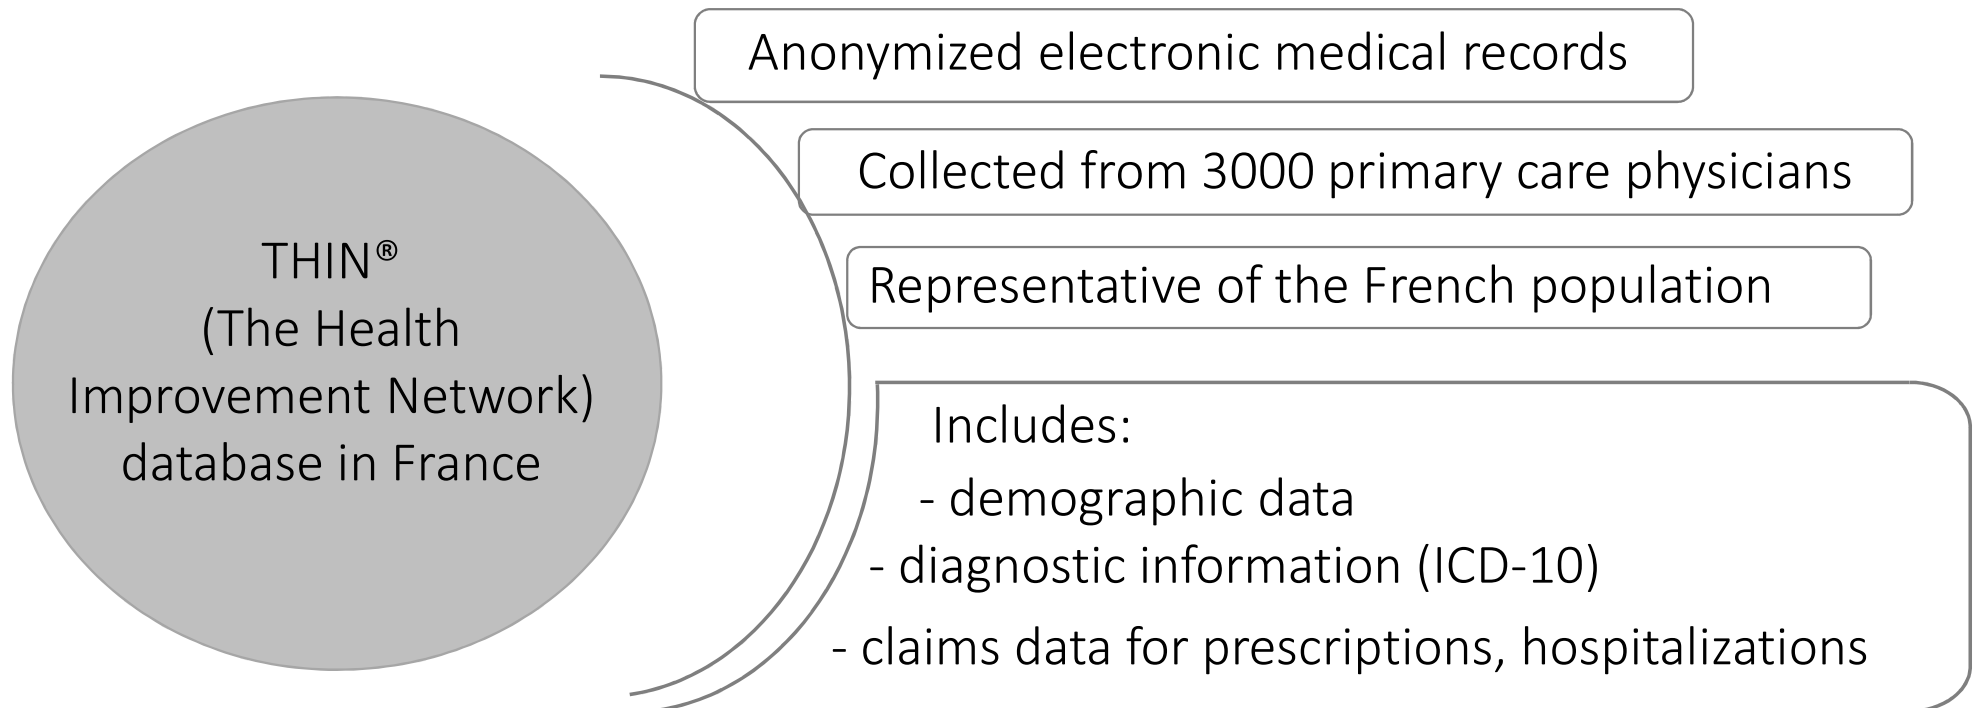 THIN®
(The Health
Improvement Network)
database in France
Anonymized electronic medical records
Collected from 3000 primary care physicians
Representative of the French population
Includes:
- demographic data
- diagnostic information (ICD-10)
- claims data for prescriptions, hospitalizations